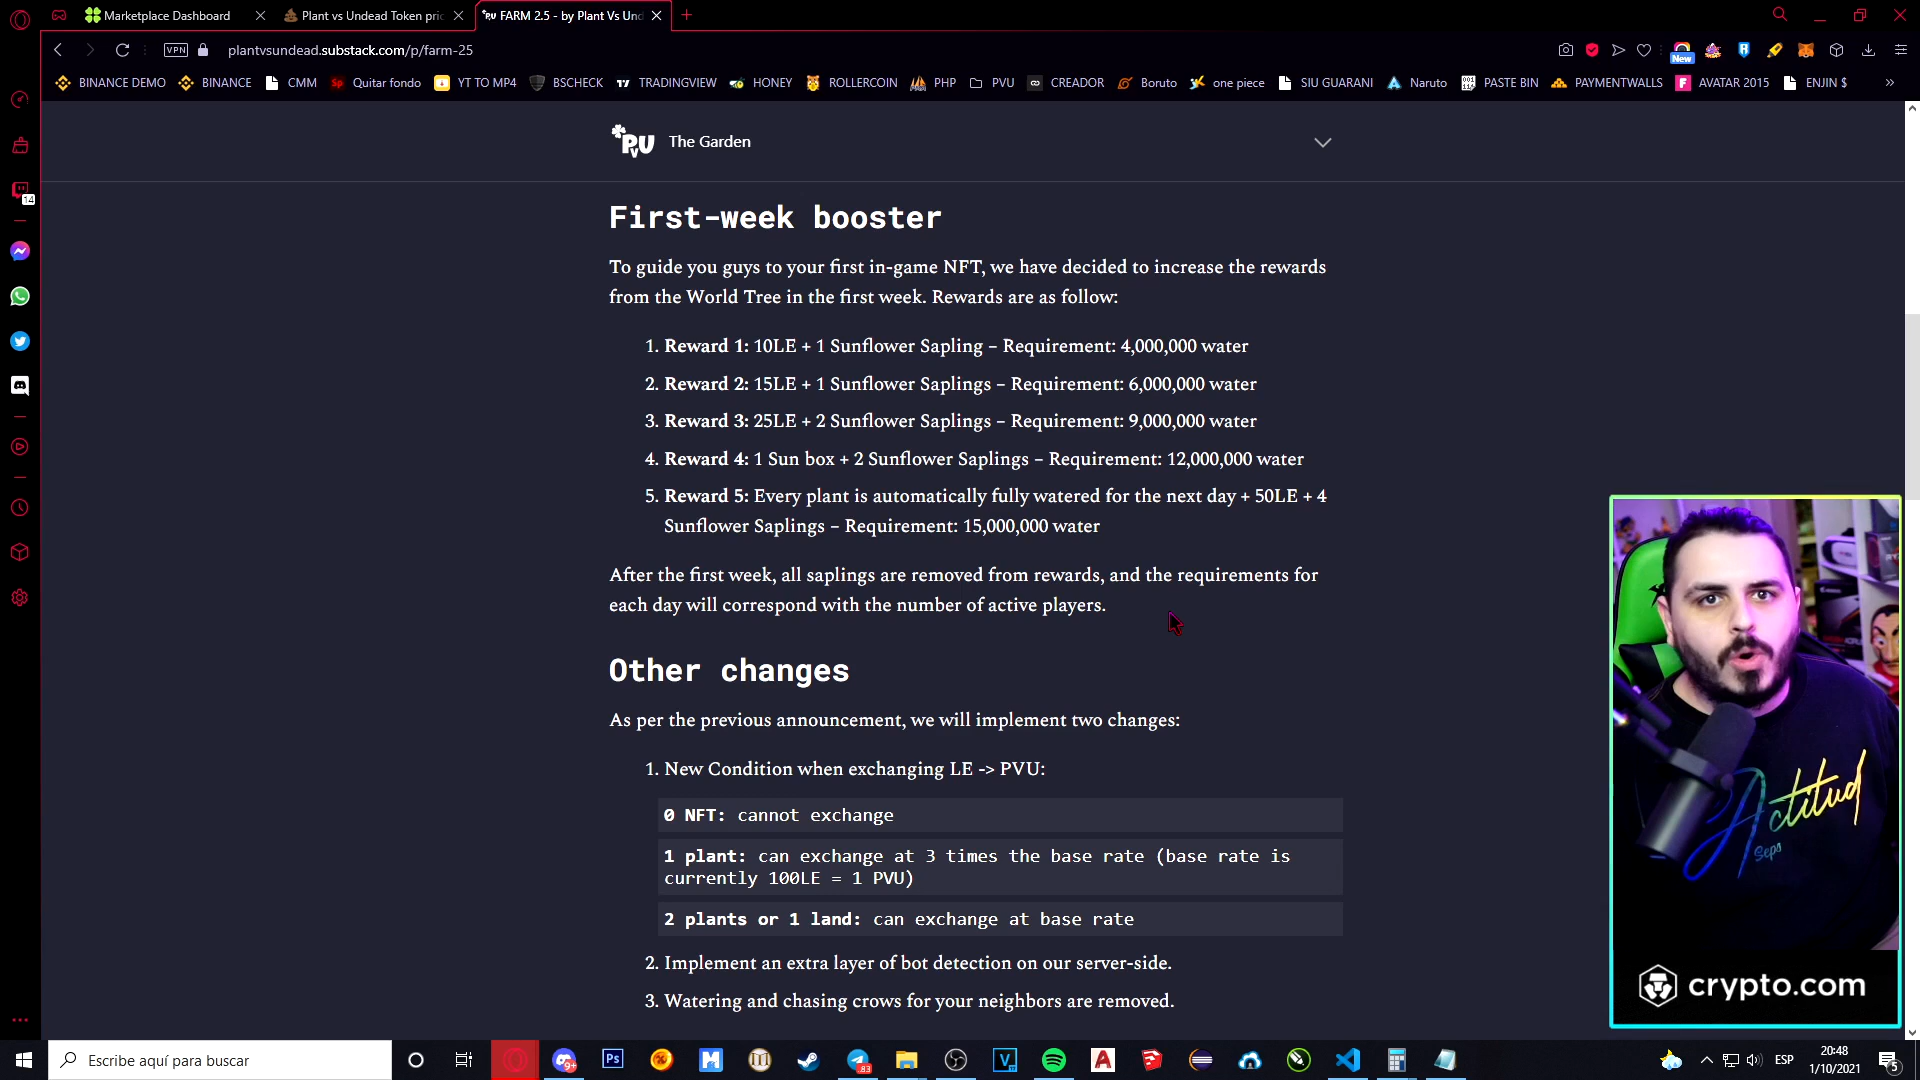 Marketplace Dashboard
Plant vs Undead Token pric
FARM 2.5 - by Plant Vs Und
VPN
plantvsundead.substack.com/p/farm-25
New
BINANCE DEMO
BINANCE
CMM
Sp
Quitar fondo
YT TO MP4
BSCHECK
TRADINGVIEW
HONEY
ROLLERCOIN
PHP
PVU
CREADOR
Boruto
one piece
SIU GUARANI
Naruto
PASTE BIN
PAYMENTWALLS
AVATAR 2015
ENJIN $
»
14
PVU
The Garden
First-week booster
To guide you guys to your first in-game NFT, we have decided to increase the rewards
from the World Tree in the first week. Rewards are as follow:
1. Reward 1: 10LE + 1 Sunflower Sapling – Requirement: 4,000,000 water
2. Reward 2: 15LE + 1 Sunflower Saplings – Requirement: 6,000,000 water
3. Reward 3: 25LE + 2 Sunflower Saplings – Requirement: 9,000,000 water
4. Reward 4: 1 Sun box + 2 Sunflower Saplings – Requirement: 12,000,000 water
5. Reward 5: Every plant is automatically fully watered for the next day + 50LE + 4
Sunflower Saplings – Requirement: 15,000,000 water
After the first week, all saplings are removed from rewards, and the requirements for
each day will correspond with the number of active players.
Other changes
As per the previous announcement, we will implement two changes:
1. New Condition when exchanging LE -> PVU:
0 NFT: cannot exchange
1 plant: can exchange at 3 times the base rate (base rate is
currently 100LE = 1 PVU)
2 plants or 1 land: can exchange at base rate
2. Implement an extra layer of bot detection on our server-side.
3. Watering and chasing crows for your neighbors are removed.
Actitud
Seps
crypto.com
Escribe aquí para buscar
9+
Ps
83
ESP
20:48
1/10/2021
5